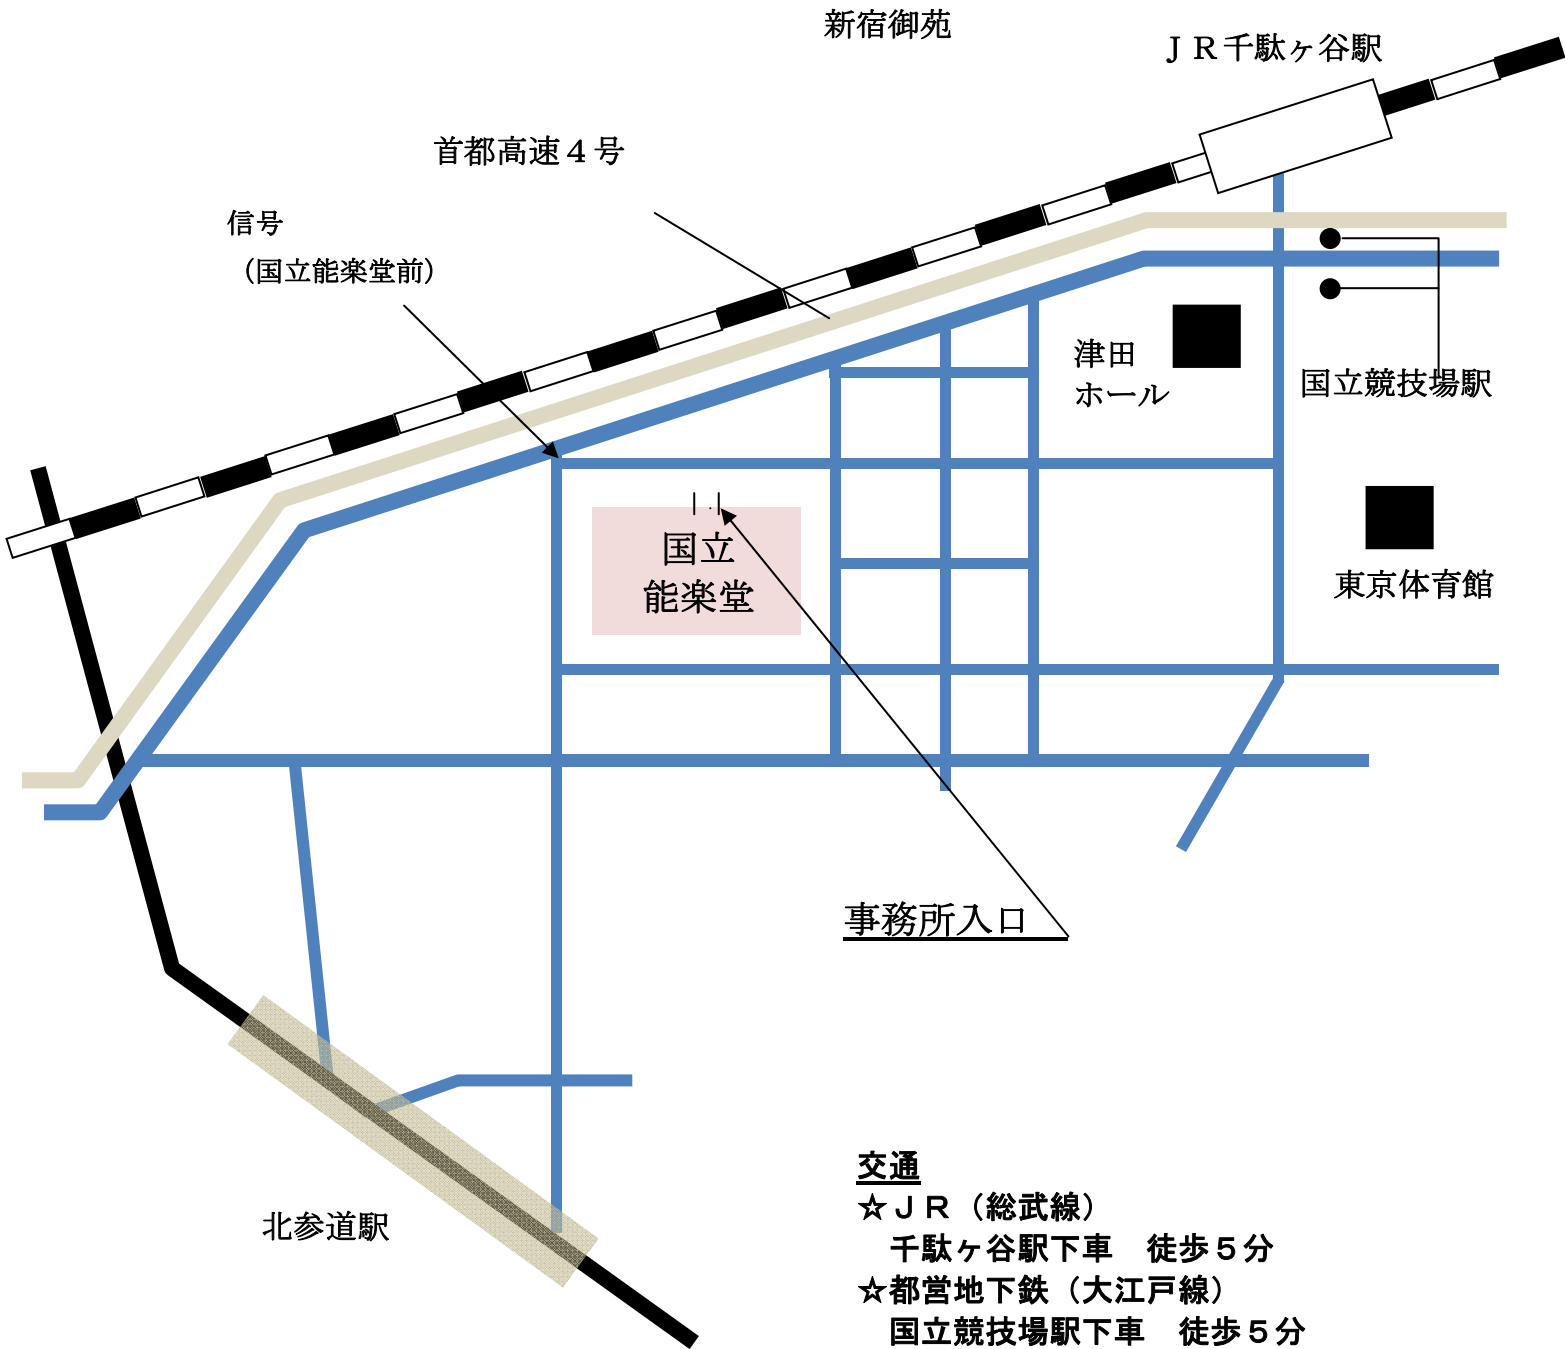 新宿御苑
ＪＲ千駄ヶ谷駅
首都高速４号
信号
（国立能楽堂前）
津田
ホール
国立競技場駅
国立
能楽堂
東京体育館
事務所入口
北参道駅
交通
☆ＪＲ（総武線）
千駄ヶ谷駅下車　徒歩５分
☆都営地下鉄（大江戸線）
国立競技場駅下車　徒歩５分